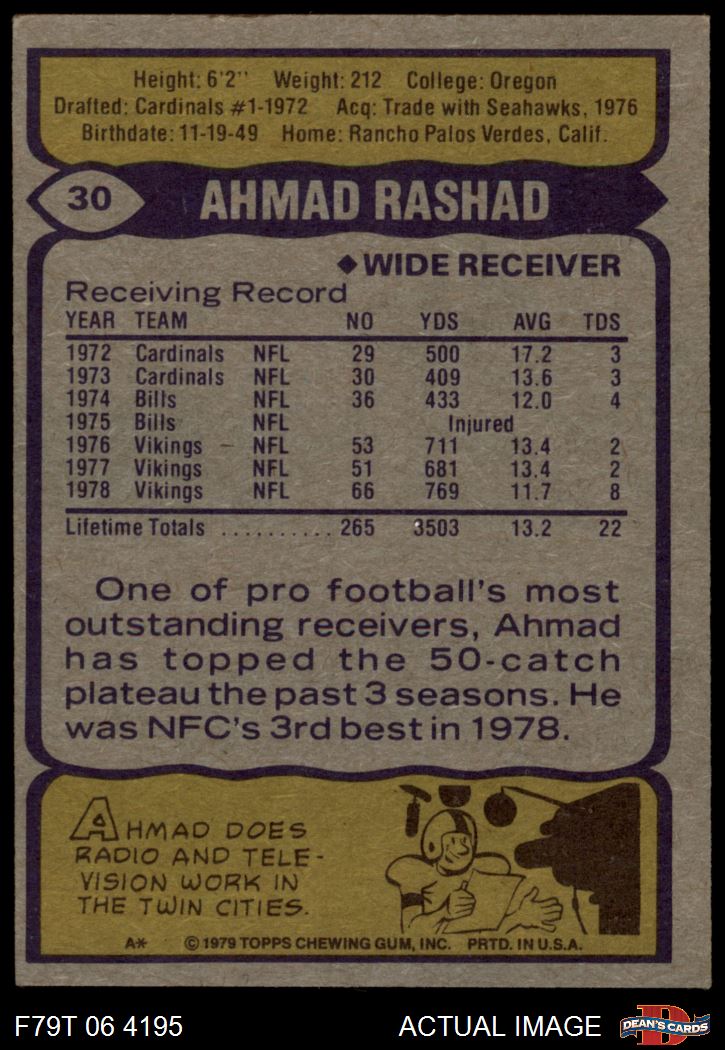 Height: 6'2" Weight: 212 College: Oregon
Drafted: Cardinals #1-1972 Acq: Trade with Seahawks, 1976
Birthdate: 11-19-49 Home: Rancho Palos Verdes, Calif.
30 AHMAD RASHAD
◆ WIDE RECEIVER
Receiving Record
YEAR TEAM NO YDS AVG TDS
1972 Cardinals NFL 29 500 17.2 3
1973 Cardinals NFL 30 409 13.6 3
1974 Bills NFL 36 433 12.0 4
1975 Bills NFL Injured
1976 Vikings NFL 53 711 13.4 2
1977 Vikings NFL 51 681 13.4 2
1978 Vikings NFL 66 769 11.7 8
Lifetime Totals .......... 265 3503 13.2 22
One of pro football's most
outstanding receivers, Ahmad
has topped the 50-catch
plateau the past 3 seasons. He
was NFC's 3rd best in 1978.
AHMAD DOES
RADIO AND TELE-
VISION WORK IN
THE TWIN CITIES.
A* © 1979 TOPPS CHEWING GUM, INC. PRTD. IN U.S.A.
F79T 06 4195 ACTUAL IMAGE D DEAN'S CARDS